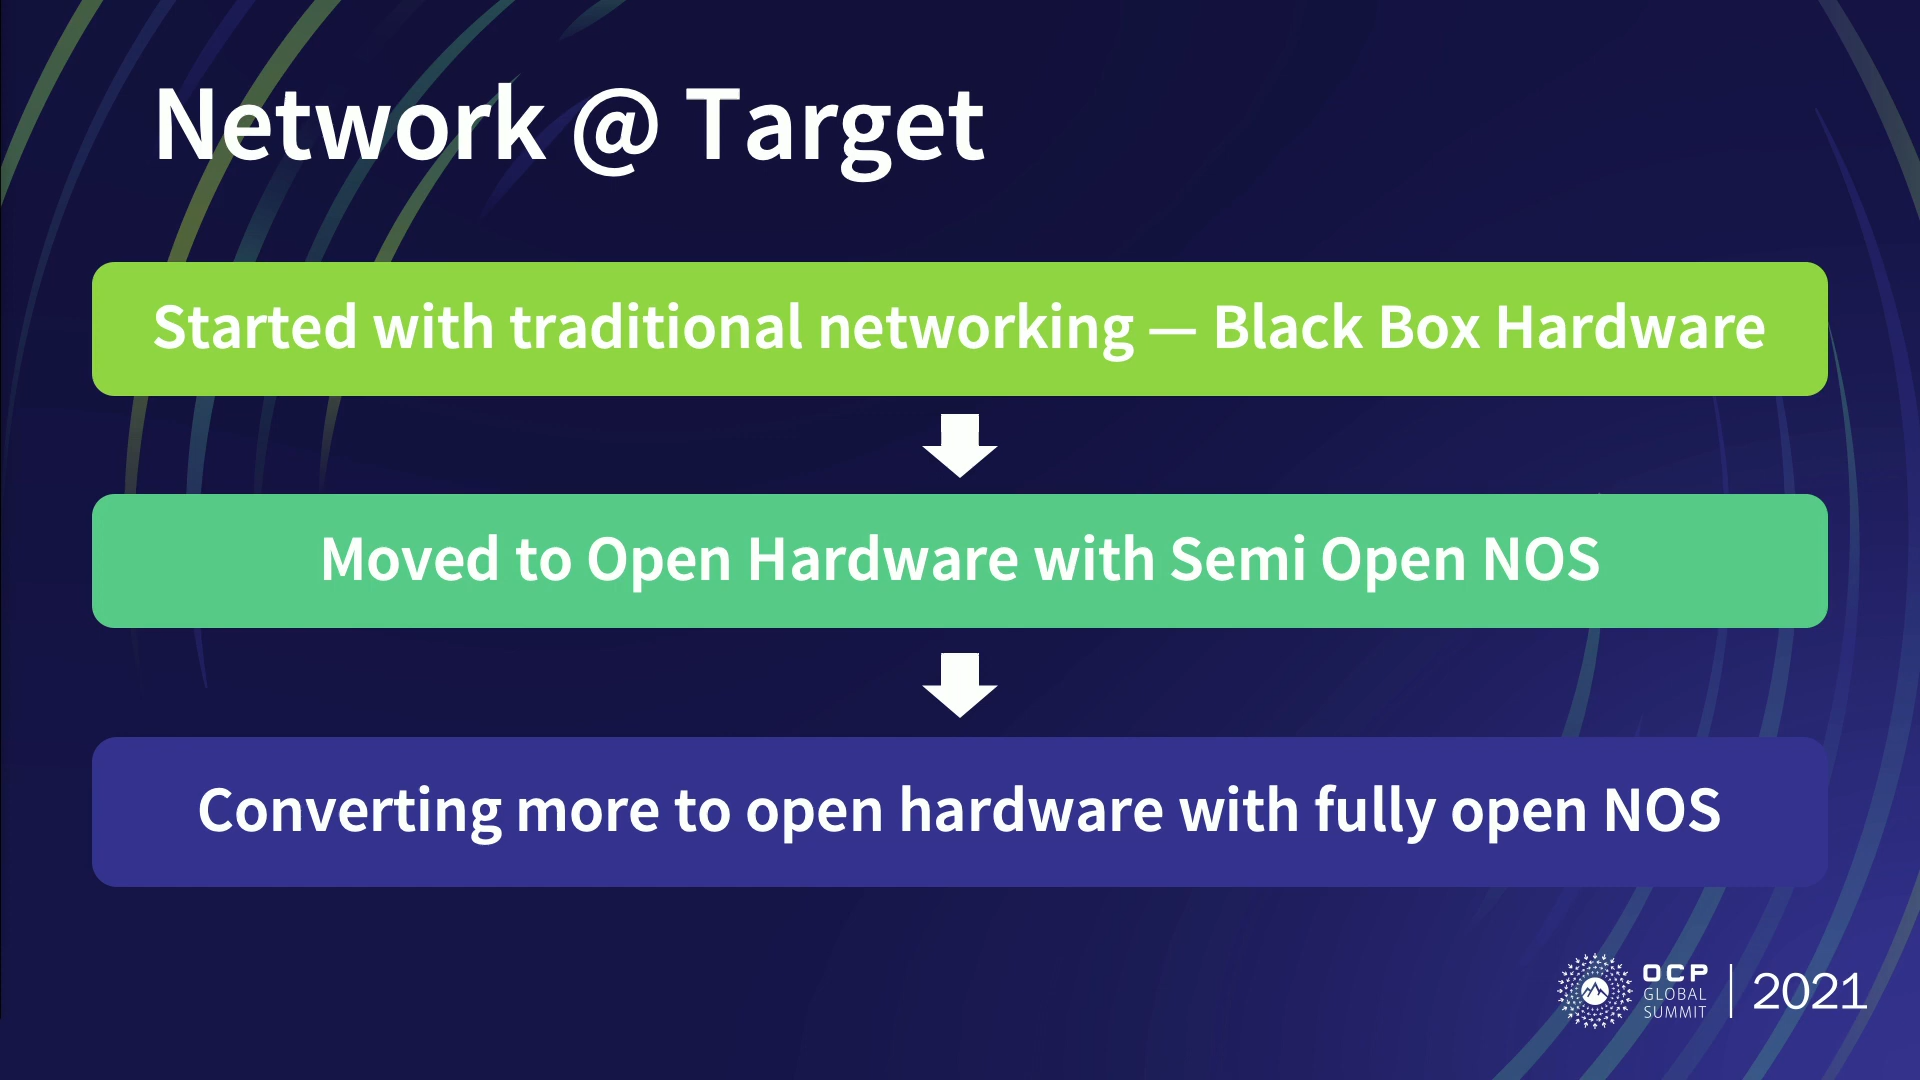 Network @ Target
Started with traditional networking — Black Box Hardware
Moved to Open Hardware with Semi Open NOS
Converting more to open hardware with fully open NOS
OCP
GLOBAL
SUMMIT
2021